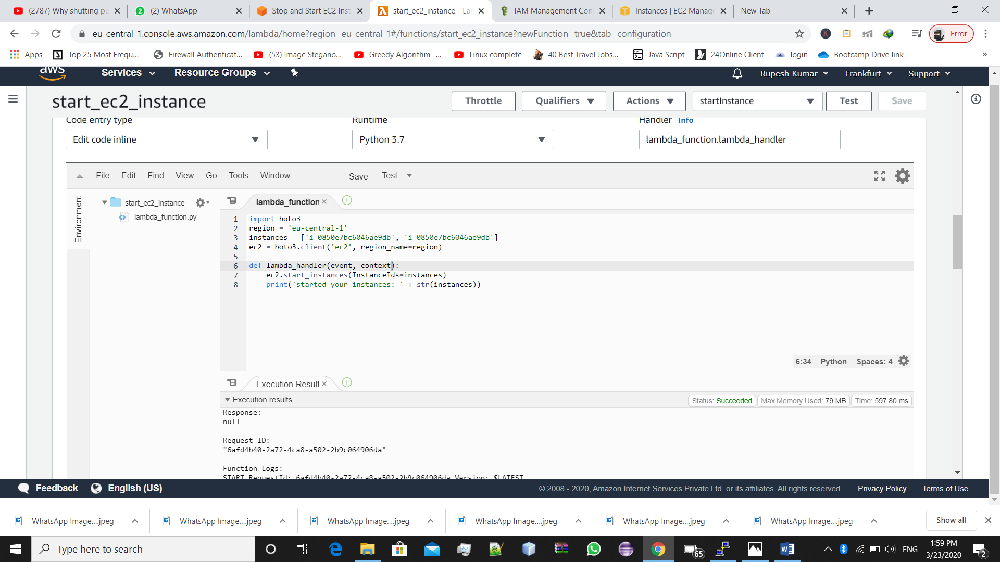 (2787) Why shutting pu
(2) WhatsApp
Stop and Start EC2 Inst
start_ec2_instance - La
IAM Management Con
Instances | EC2 Manage
New Tab
eu-central-1.console.aws.amazon.com/lambda/home?region=eu-central-1#/functions/start_ec2_instance?newFunction=true&tab=configuration
K
Error
Apps
Top 25 Most Frequ...
Firewall Authenticat...
(53) Image Stegano...
Greedy Algorithm -...
Linux complete
40 Best Travel Jobs...
Java Script
24Online Client
login
Bootcamp Drive link
»
aws
Services
Resource Groups
Rupesh Kumar
Frankfurt
Support
start_ec2_instance
Throttle
Qualifiers
Actions
startInstance
Test
Save
Code entry type
Runtime
Handler Info
Edit code inline
Python 3.7
lambda_function.lambda_handler
File
Edit
Find
View
Go
Tools
Window
Save
Test
Environment
start_ec2_instance
lambda_function.py
lambda_function
1 import boto3
2 region = 'eu-central-1'
3 instances = ['i-0850e7bc6046ae9db', 'i-0850e7bc6046ae9db']
4 ec2 = boto3.client('ec2', region_name=region)
5
6 def lambda_handler(event, context):
7 ec2.start_instances(InstanceIds=instances)
8 print('started your instances: ' + str(instances))
6:34 Python Spaces: 4
Execution Result
Execution results
Status: Succeeded
Max Memory Used: 79 MB
Time: 597.80 ms
Response:
null
Request ID:
"6afd4b40-2a72-4ca8-a502-2b9c064906da"
Function Logs:
START RequestId: 6afd4b40-2a72-4ca8-a502-2b9c064906da Version: $LATEST
Feedback
English (US)
© 2008 - 2020, Amazon Internet Services Private Ltd. or its affiliates. All rights reserved.
Privacy Policy
Terms of Use
WhatsApp Image....jpeg
WhatsApp Image....jpeg
WhatsApp Image....jpeg
WhatsApp Image....jpeg
WhatsApp Image....jpeg
WhatsApp Image....jpeg
Show all
Type here to search
65
ENG
1:59 PM
3/23/2020
2